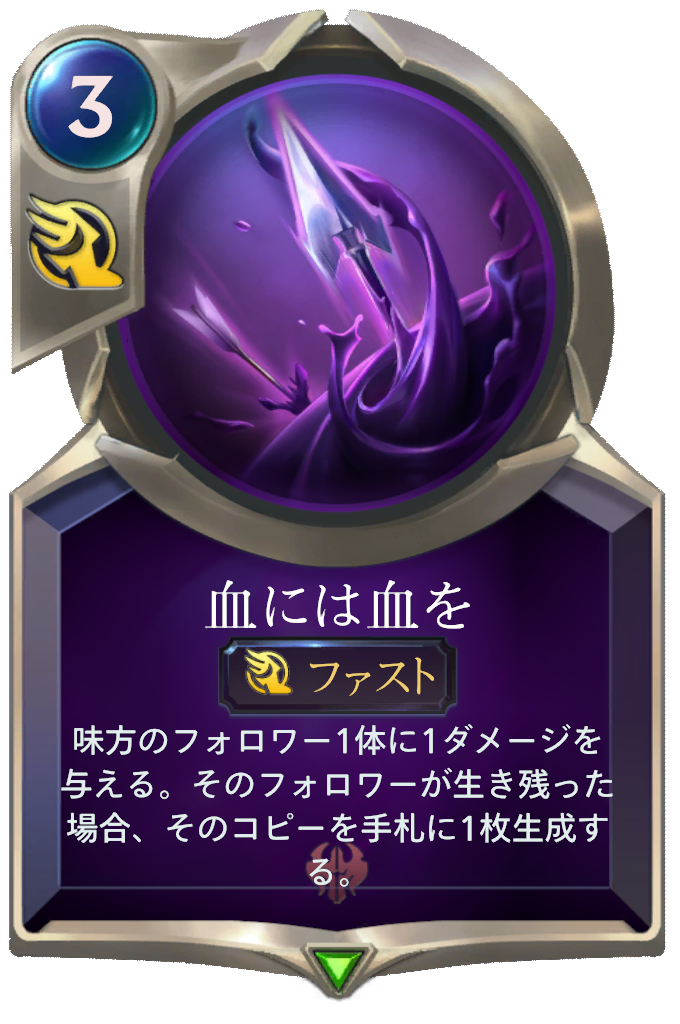 3
血には血を
ファスト
味方のフォロワー1体に1ダメージを
与える。そのフォロワーが生き残った
場合、そのコピーを手札に1枚生成す
る。